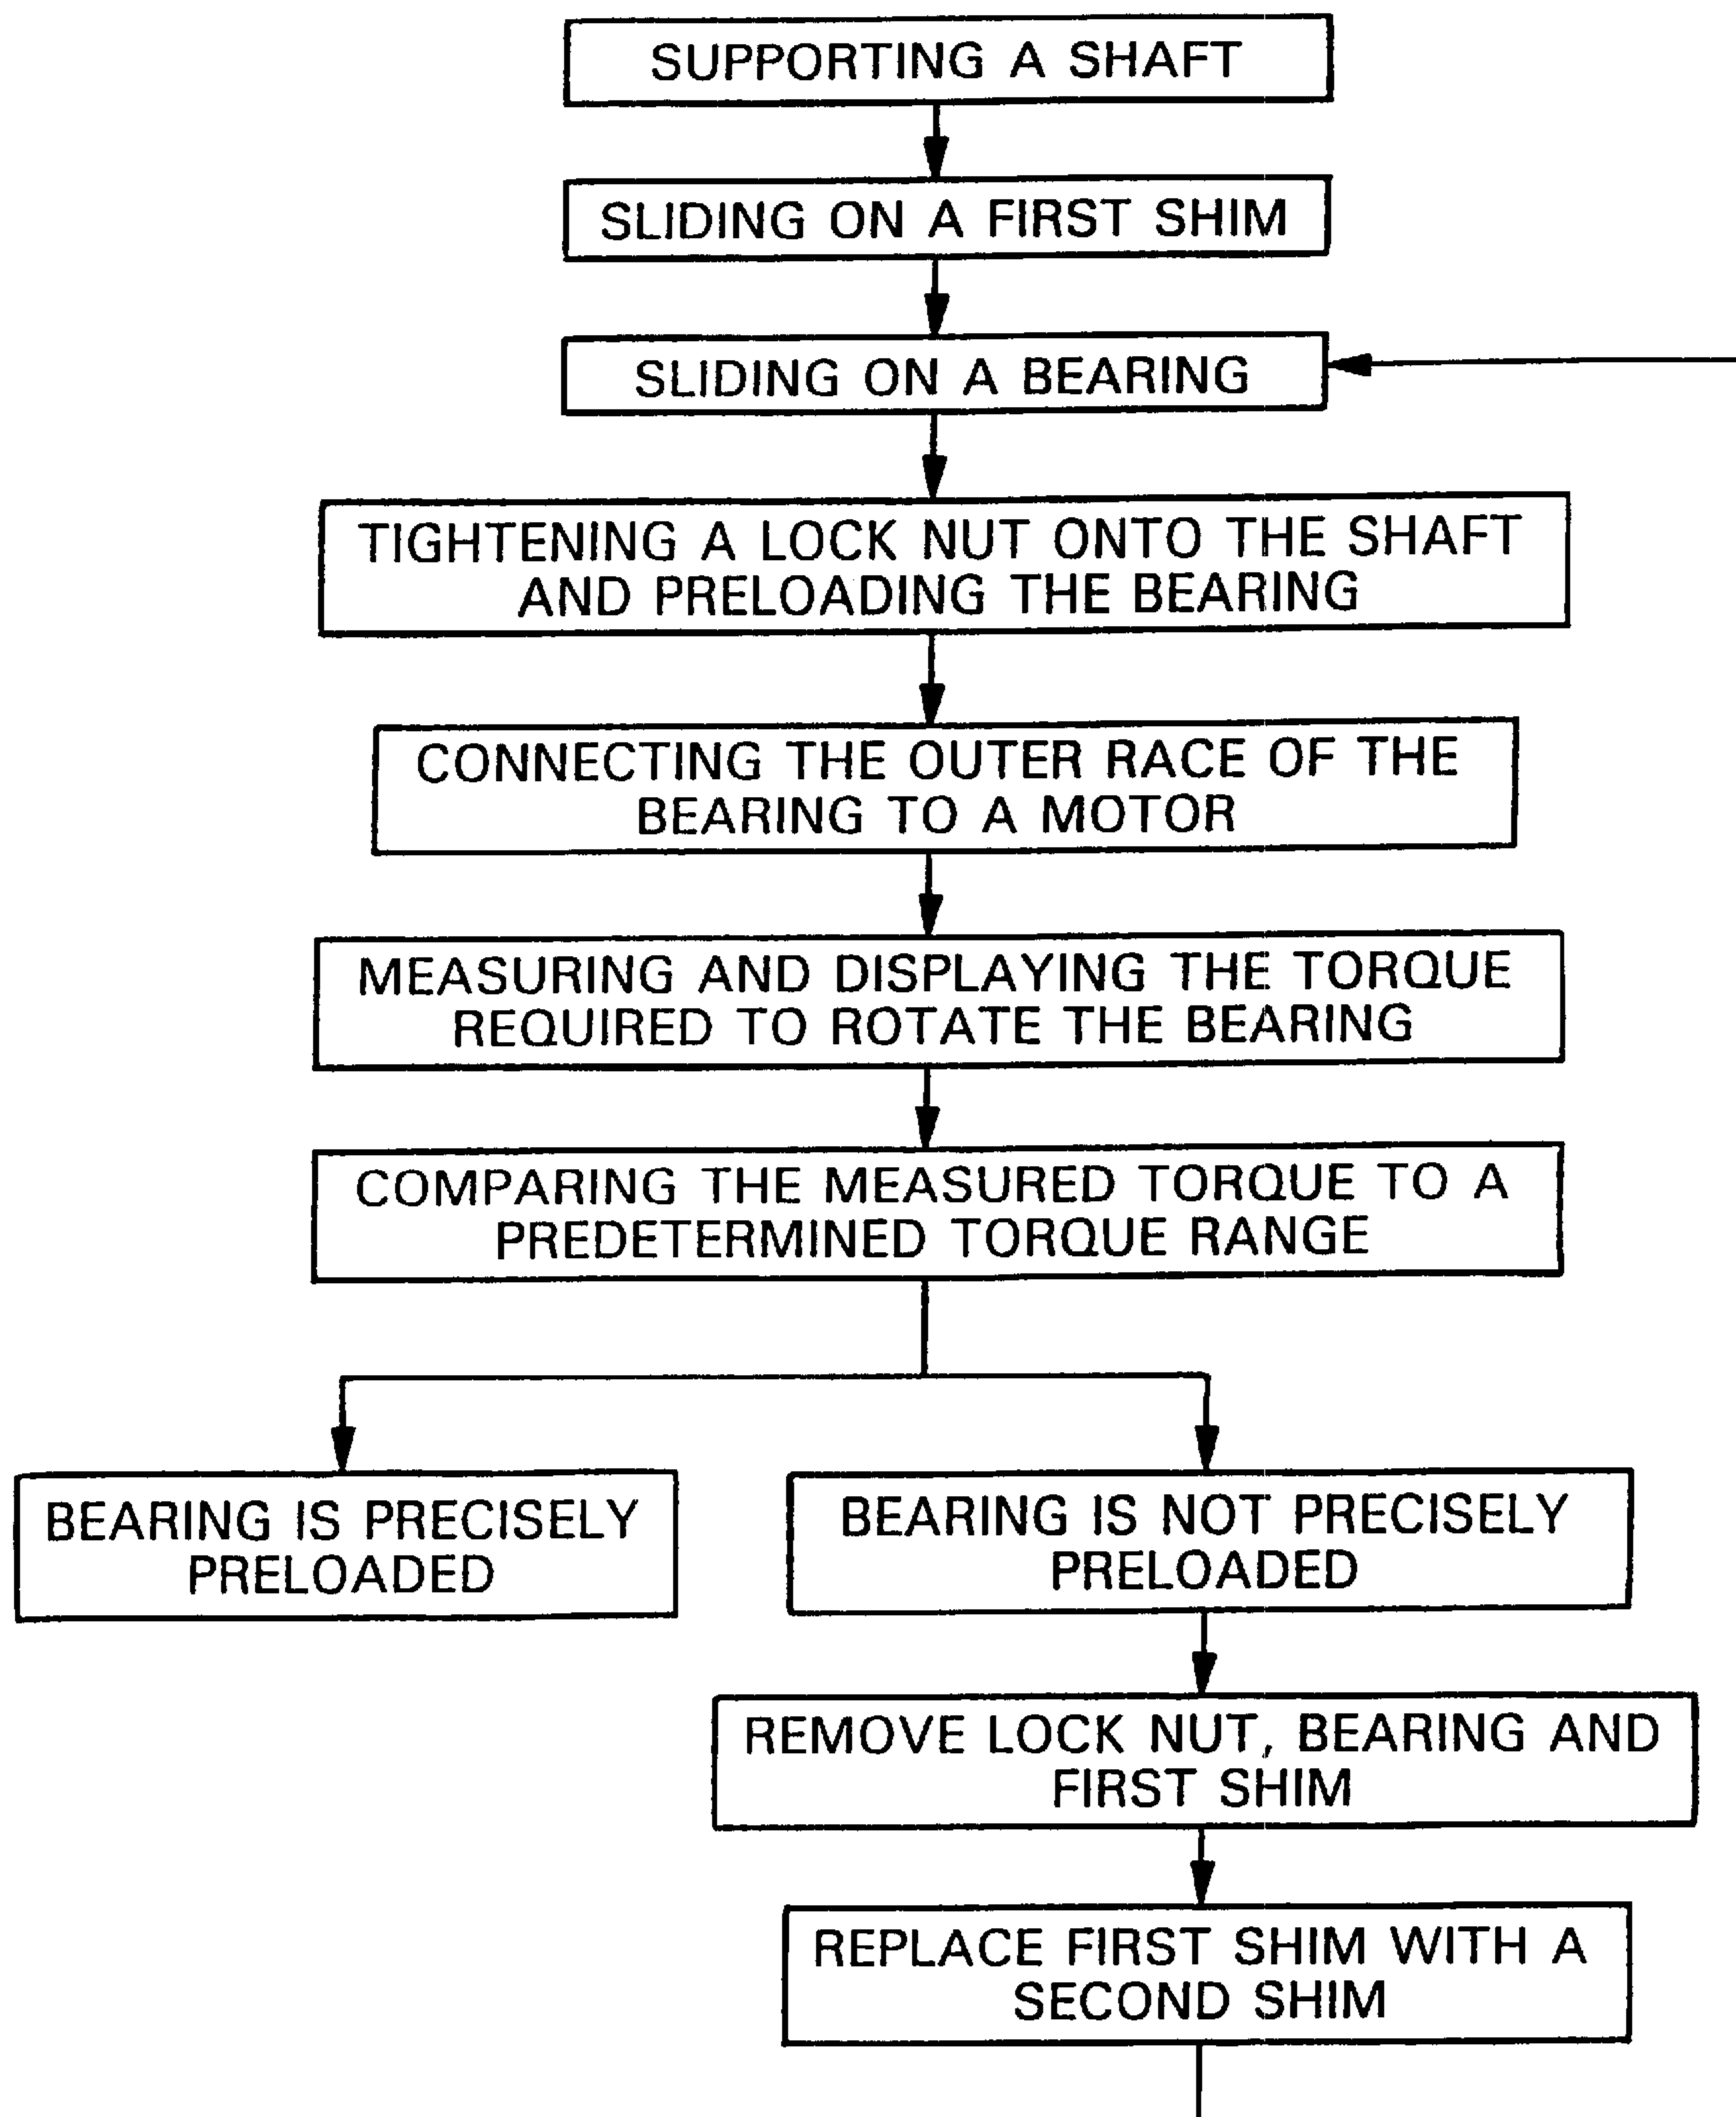 SUPPORTING A SHAFT
SLIDING ON A FIRST SHIM
SLIDING ON A BEARING
TIGHTENING A LOCK NUT ONTO THE SHAFT
AND PRELOADING THE BEARING
CONNECTING THE OUTER RACE OF THE
BEARING TO A MOTOR
MEASURING AND DISPLAYING THE TORQUE
REQUIRED TO ROTATE THE BEARING
COMPARING THE MEASURED TORQUE TO A
PREDETERMINED TORQUE RANGE
BEARING IS PRECISELY
PRELOADED
BEARING IS NOT PRECISELY
PRELOADED
REMOVE LOCK NUT, BEARING AND
FIRST SHIM
REPLACE FIRST SHIM WITH A
SECOND SHIM